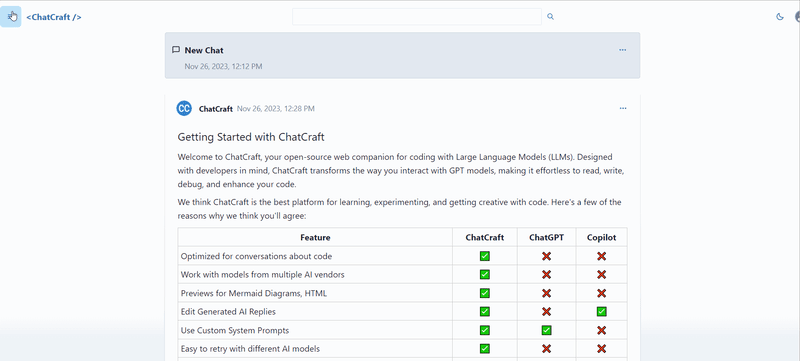 <ChatCraft />
New Chat
Nov 26, 2023, 12:12 PM
CC ChatCraft Nov 26, 2023, 12:28 PM
Getting Started with ChatCraft
Welcome to ChatCraft, your open-source web companion for coding with Large Language Models (LLMs). Designed
with developers in mind, ChatCraft transforms the way you interact with GPT models, making it effortless to read, write,
debug, and enhance your code.
We think ChatCraft is the best platform for learning, experimenting, and getting creative with code. Here's a few of the
reasons why we think you'll agree:
Feature ChatCraft ChatGPT Copilot
Optimized for conversations about code ✅ ❌ ❌
Work with models from multiple AI vendors ✅ ❌ ❌
Previews for Mermaid Diagrams, HTML ✅ ❌ ❌
Edit Generated AI Replies ✅ ❌ ✅
Use Custom System Prompts ✅ ✅ ❌
Easy to retry with different AI models ✅ ❌ ❌